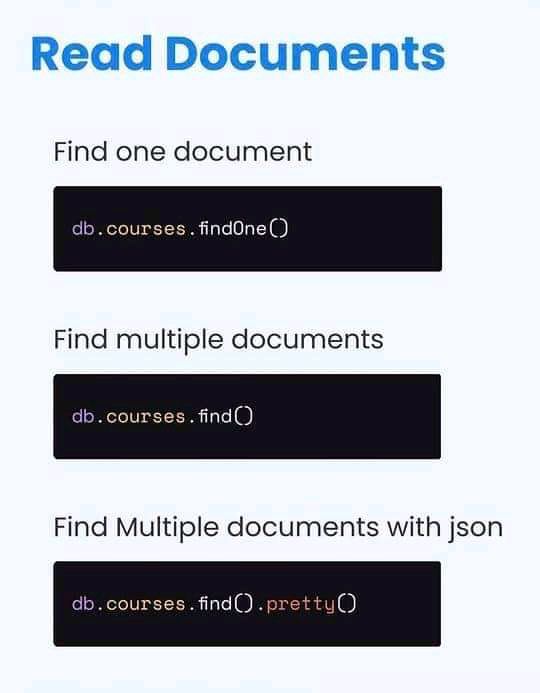 Read Documents
Find one document
db.courses.findOne()
Find multiple documents
db.courses.find()
Find Multiple documents with json
db.courses.find().pretty()